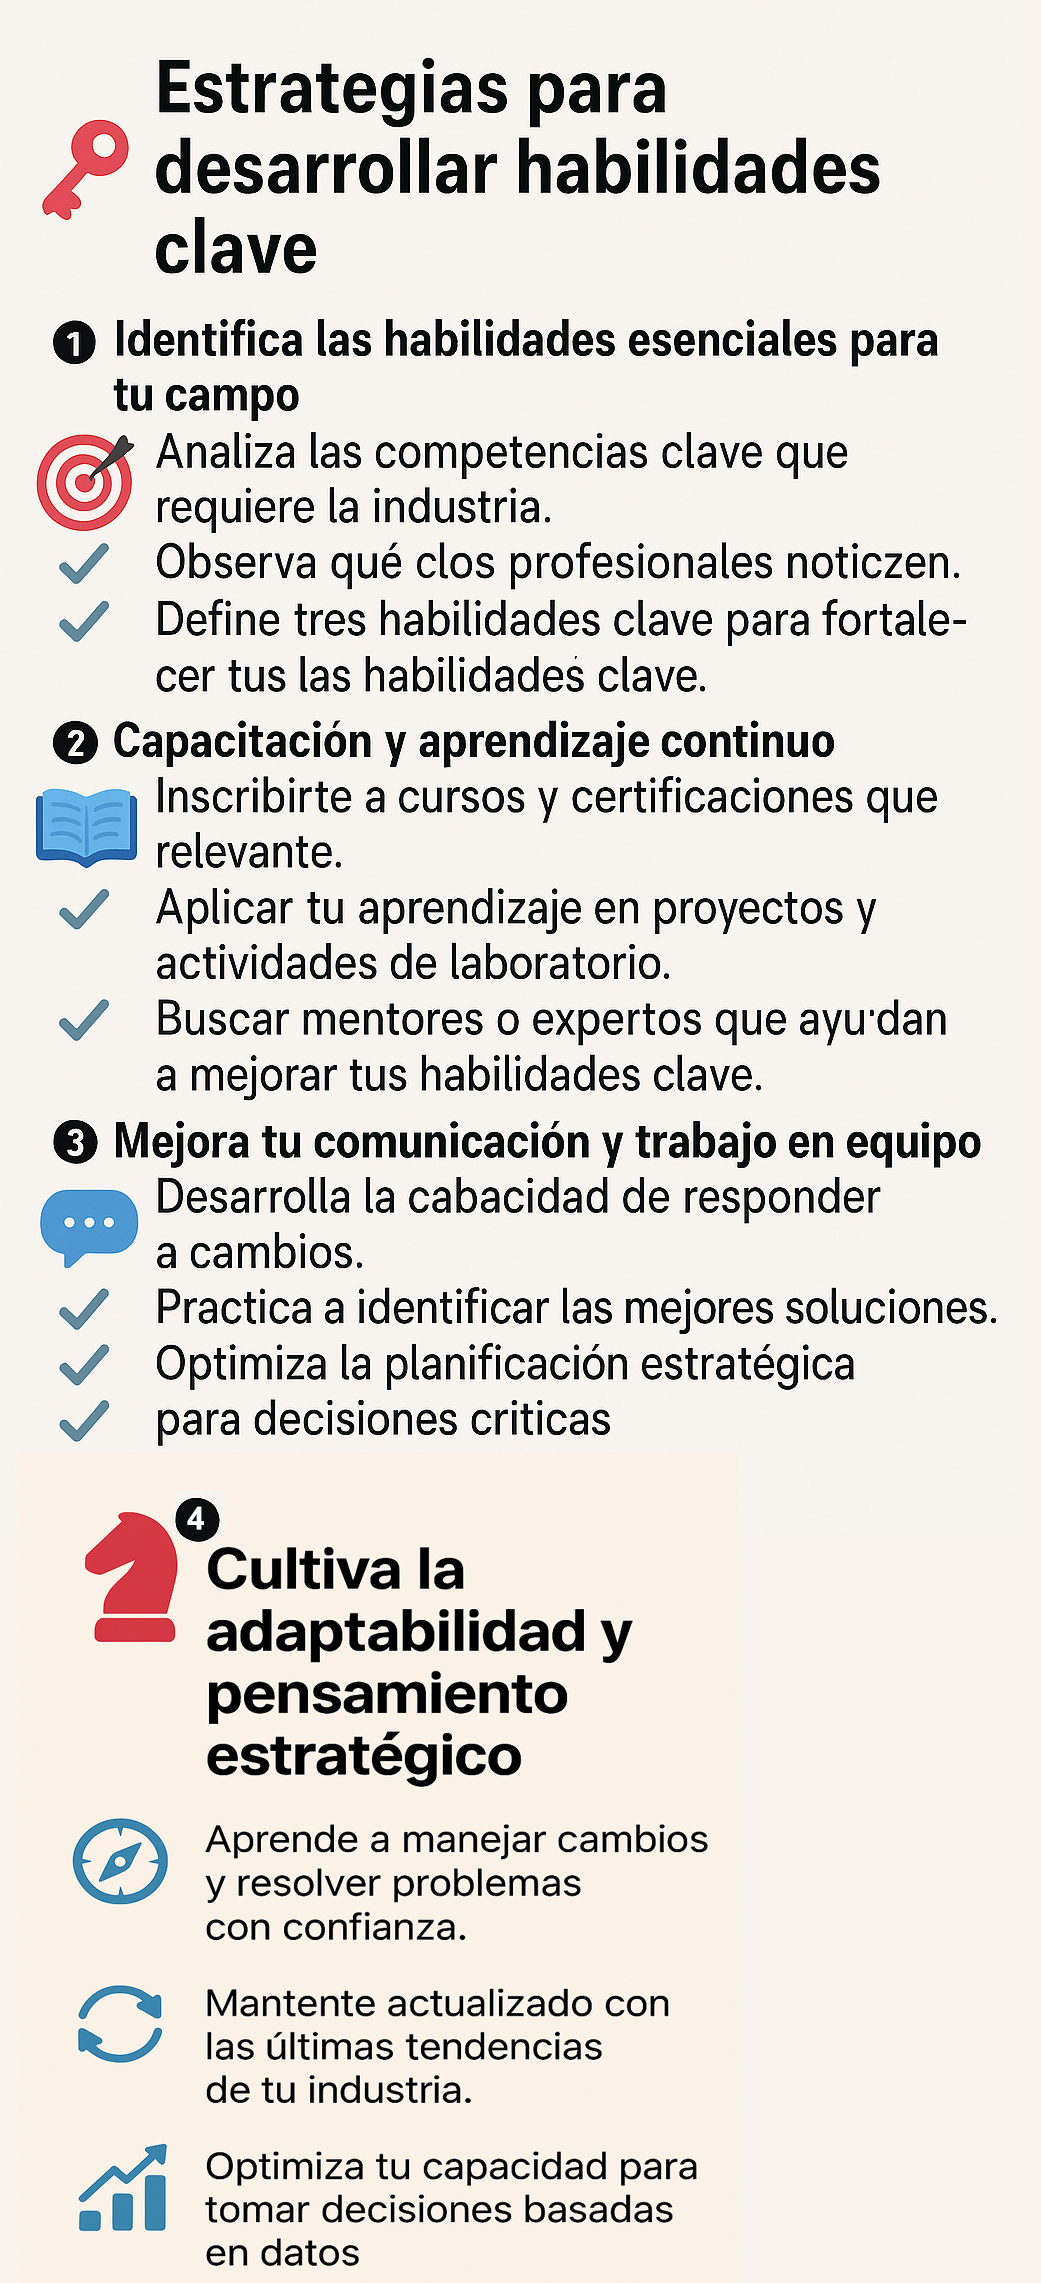 Estrategias para
desarrollar habilidades
clave
1 Identifica las habilidades esenciales para
tu campo
Analiza las competencias clave que
requiere la industria.
Observa qué clos profesionales noticzen.
Define tres habilidades clave para fortale-
cer tus las habilidades clave.
2 Capacitación y aprendizaje continuo
Inscribirte a cursos y certificaciones que
relevante.
Aplicar tu aprendizaje en proyectos y
actividades de laboratorio.
Buscar mentores o expertos que ayu·dan
a mejorar tus habilidades clave.
3 Mejora tu comunicación y trabajo en equipo
Desarrolla la cabacidad de responder
a cambios.
Practica a identificar las mejores soluciones.
Optimiza la planificación estratégica
para decisiones criticas
4
Cultiva la
adaptabilidad y
pensamiento
estratégico
Aprende a manejar cambios
y resolver problemas
con confianza.
Mantente actualizado con
las últimas tendencias
de tu industria.
Optimiza tu capacidad para
tomar decisiones basadas
en datos